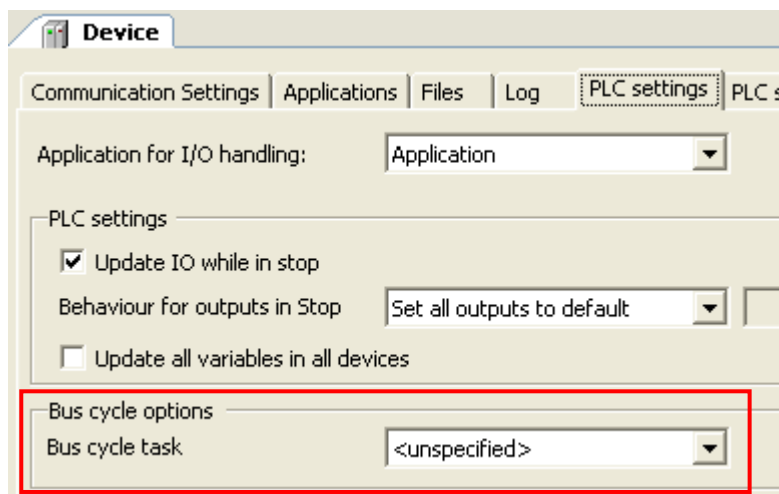 Device
Communication Settings Applications Files Log PLC settings PLC s
Application for I/O handling: Application
PLC settings
Update IO while in stop
Behaviour for outputs in Stop Set all outputs to default
Update all variables in all devices
Bus cycle options
Bus cycle task <unspecified>